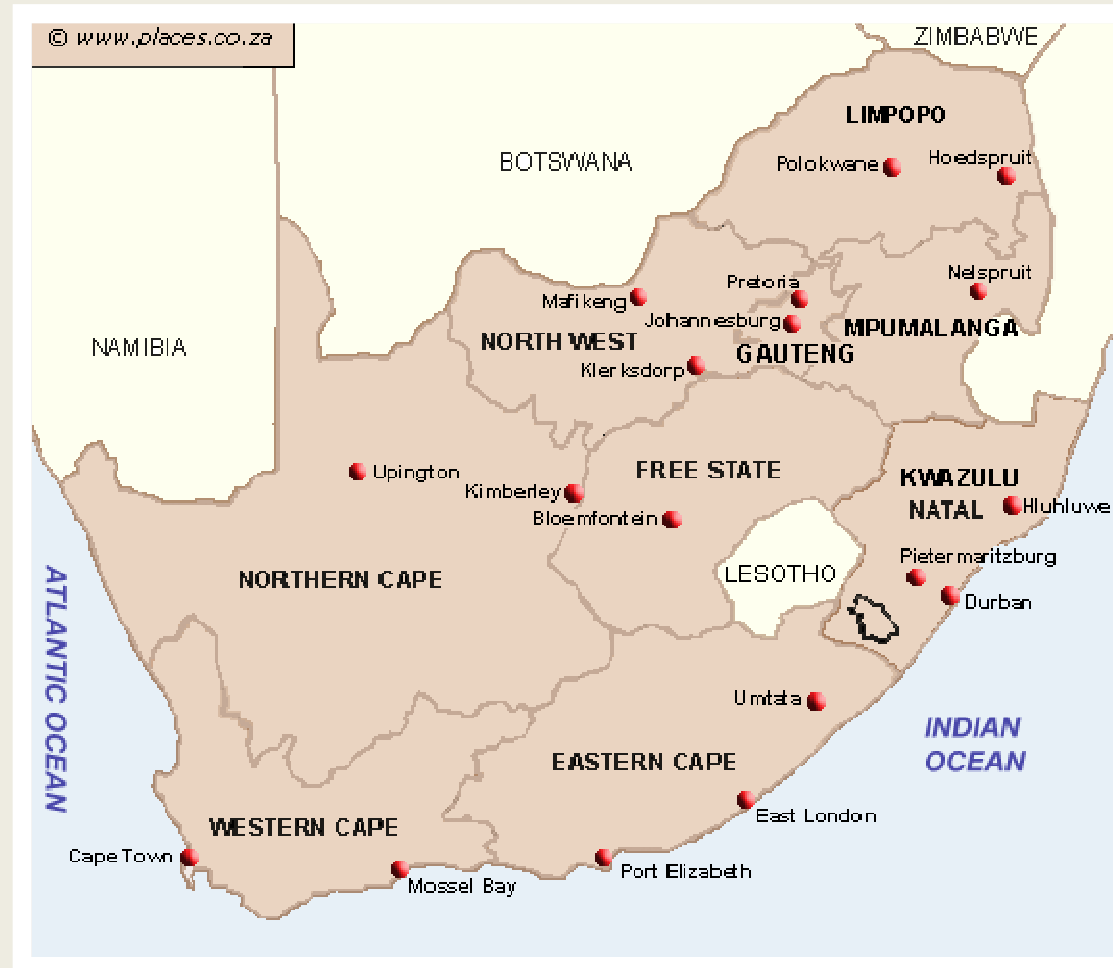 © www.places.co.za
ZIMBABWE
LIMPOPO
BOTSWANA
Polokwane
Hoedspruit
Nelspruit
Pretoria
Mafikeng
Johannesburg
MPUMALANGA
NORTH WEST
GAUTENG
NAMIBIA
Klerksdorp
Upington
FREE STATE
KWAZULU
NATAL
Kimberley
Hluhluwe
Bloemfontein
Pietermaritzburg
LESOTHO
NORTHERN CAPE
Durban
ATLANTIC OCEAN
Umtata
INDIAN
OCEAN
EASTERN CAPE
East London
WESTERN CAPE
Cape Town
Port Elizabeth
Mossel Bay